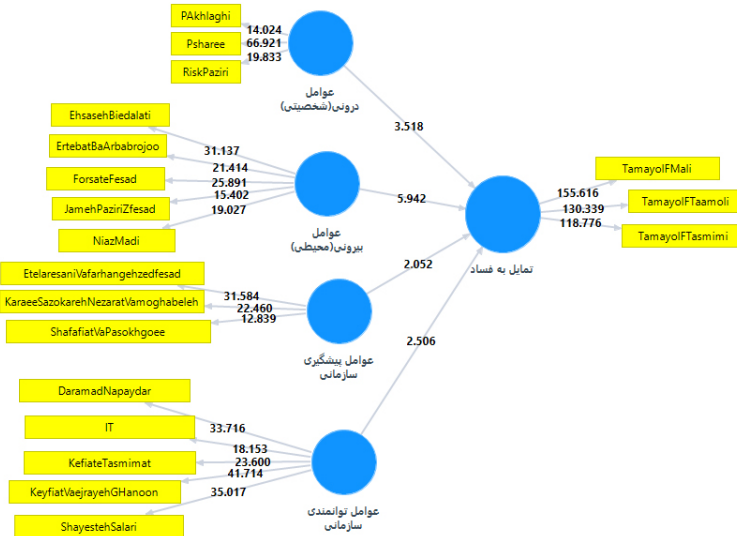 PAkhlaghi
Psharee
RiskPaziri
14.024
66.921
19.833
عوامل
درونی(شخصیتی)
3.518
EhsasehBiedalati
ErtebatBaArbabrojoo
ForsateFesad
JamehPaziriZfesad
NiazMadi
31.137
21.414
25.891
15.402
19.027
عوامل
بیرونی(محیطی)
5.942
TamayolFMali
TamayolFTaamoli
TamayolFTasmimi
155.616
130.339
118.776
تمایل به فساد
EtelaresaniVafarhangehzedfesad
KaraeeSazokarehNezaratVamoghabeleh
ShafafiatVaPasokhgoee
31.584
22.460
12.839
عوامل پیشگیری
سازمانی
2.052
2.506
DaramadNapaydar
IT
KefiateTasmimat
KeyfiatVaejrayehGHanoon
ShayestehSalari
33.716
18.153
23.600
41.714
35.017
عوامل توانمندی
سازمانی